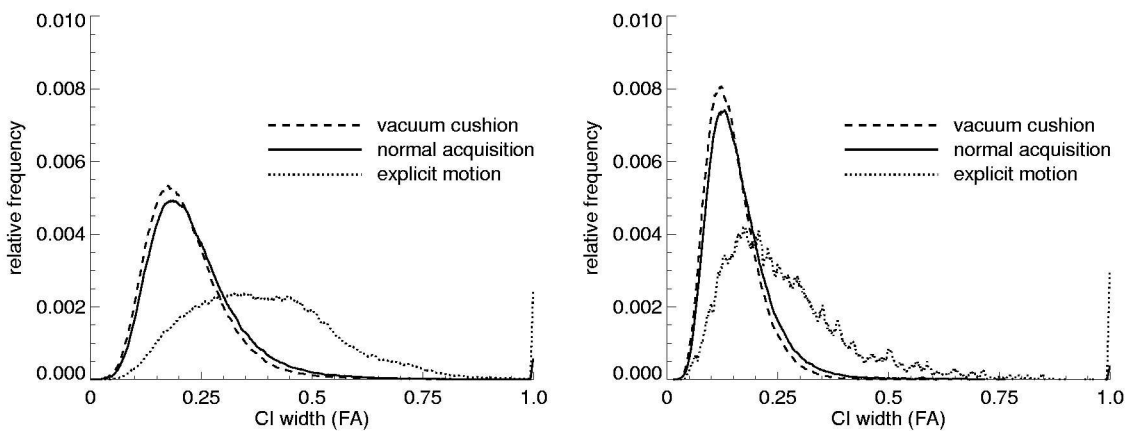 0.010
0.008
0.006
0.004
0.002
0.000
relative frequency
vacuum cushion
normal acquisition
explicit motion
0
0.25
0.5
0.75
1.0
CI width (FA)
0.010
0.008
0.006
0.004
0.002
0.000
relative frequency
vacuum cushion
normal acquisition
explicit motion
0
0.25
0.5
0.75
1.0
CI width (FA)